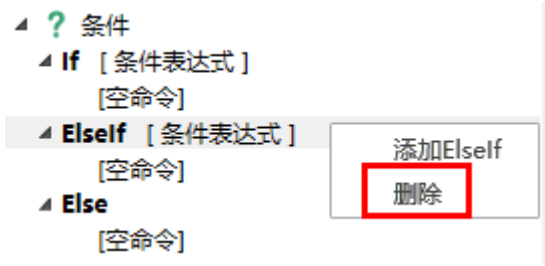 ? 条件
If [ 条件表达式 ]
[空命令]
ElseIf [ 条件表达式 ]
添加ElseIf
[空命令]
删除
Else
[空命令]